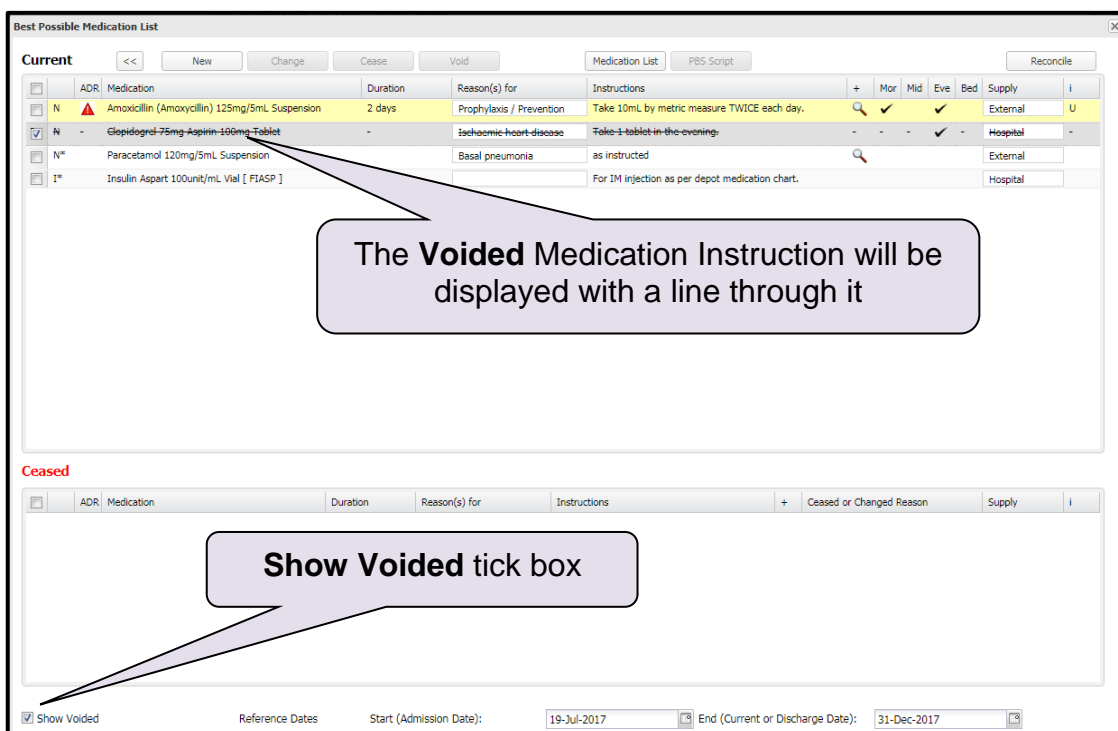 Best Possible Medication List
Current << New Change Cease Void Medication List PBS Script Reconcile
ADR Medication Duration Reason(s) for Instructions + Mor Mid Eve Bed Supply i
N Amoxicillin (Amoxycillin) 125mg/5mL Suspension 2 days Prophylaxis / Prevention Take 10mL by metric measure TWICE each day. External U
N - Clopidogrel 75mg Aspirin 100mg Tablet - Ischaemic heart disease Take 1 tablet in the evening. - - - - Hospital -
N* Paracetamol 120mg/5mL Suspension Basal pneumonia as instructed External
I* Insulin Aspart 100unit/mL Vial [ FIASP ] For IM injection as per depot medication chart. Hospital
The Voided Medication Instruction will be
displayed with a line through it
Ceased
ADR Medication Duration Reason(s) for Instructions + Ceased or Changed Reason Supply i
Show Voided tick box
Show Voided Reference Dates Start (Admission Date): 19-Jul-2017 End (Current or Discharge Date): 31-Dec-2017